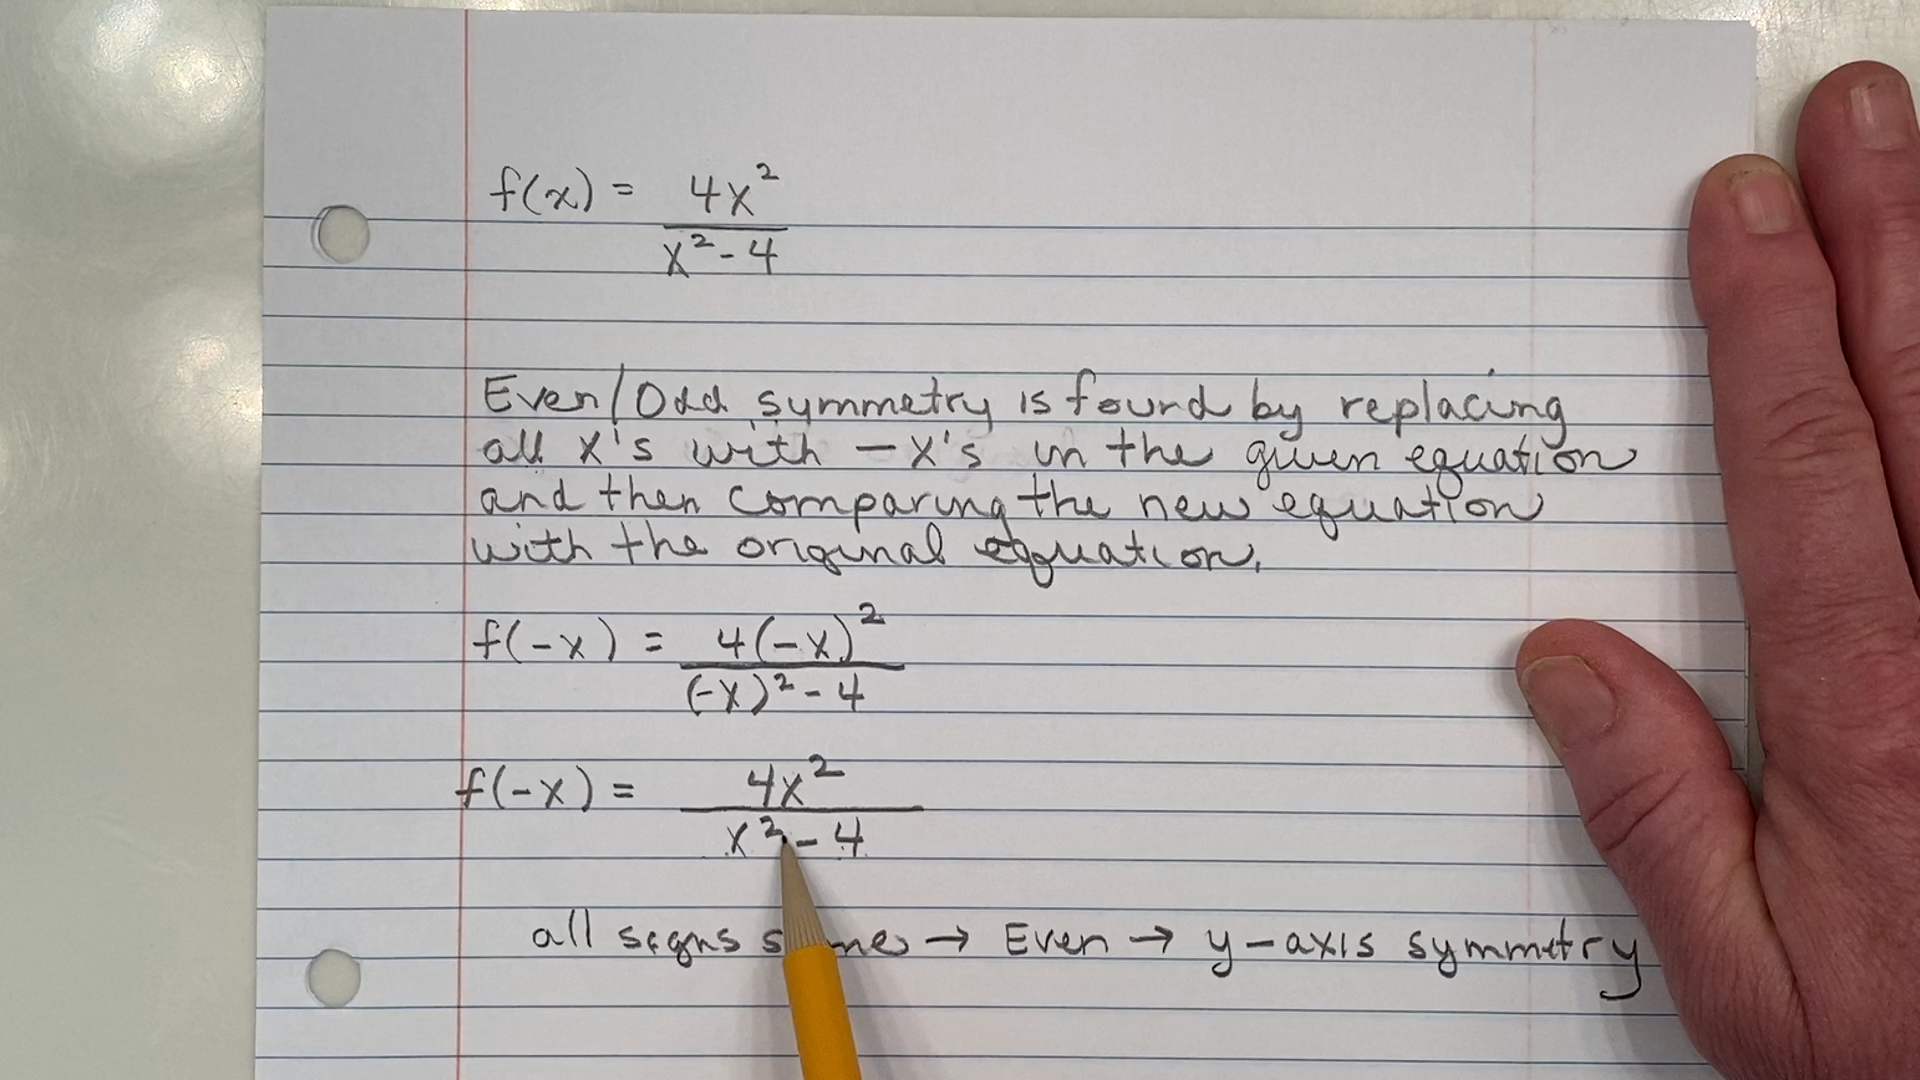 f(x) = 4x²
x² - 4
Even/Odd symmetry is found by replacing
all x's with -x's in the given equation
and then comparing the new equation
with the original equation.
f(-x) = 4(-x)²
(-x)² - 4
f(-x) = 4x²
x² - 4
all signs → Even → y-axis symmetry